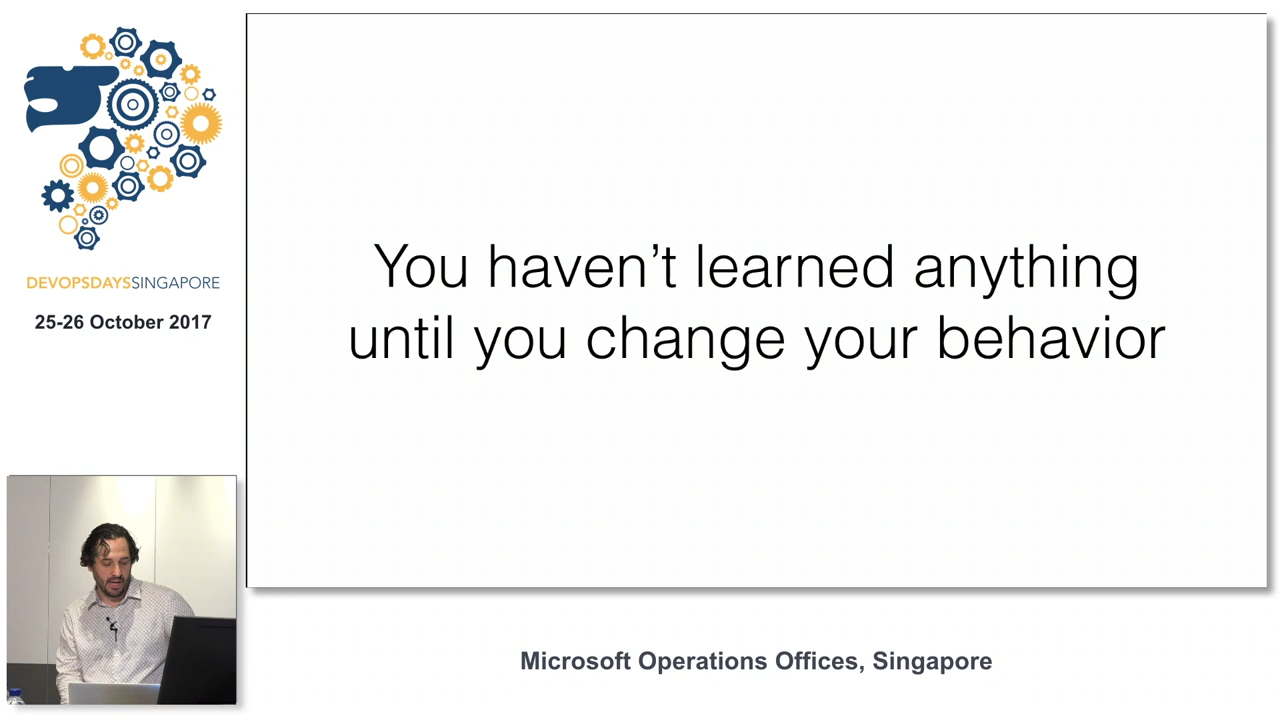 DEVOPSDAYSSINGAPORE
25-26 October 2017
You haven’t learned anything
until you change your behavior
Microsoft Operations Offices, Singapore